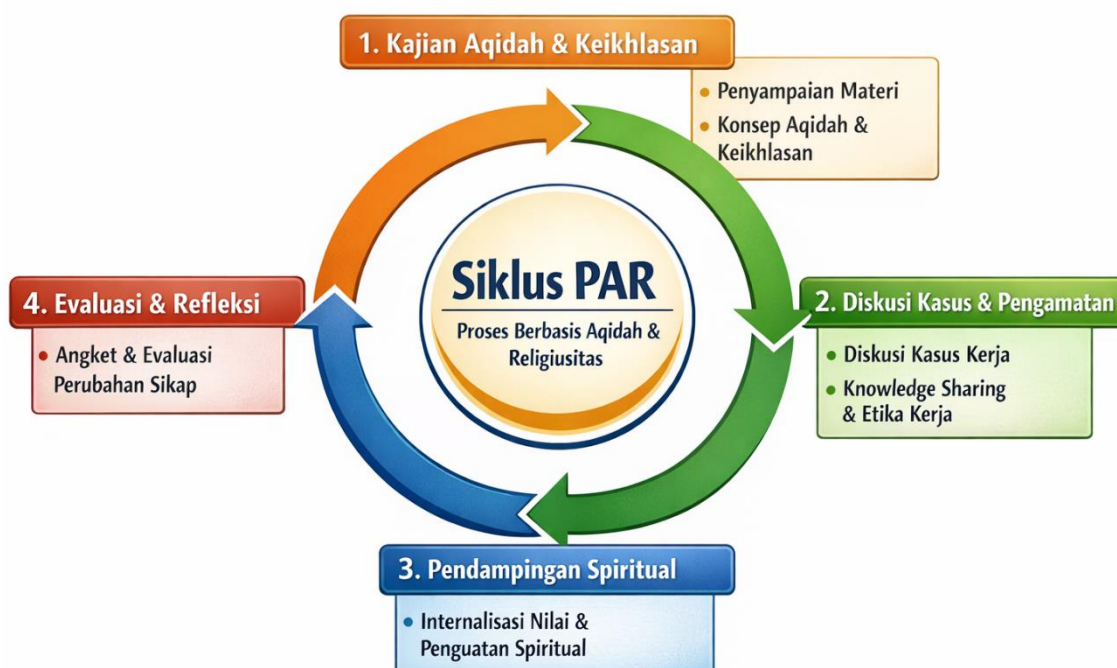 1. Kajian Aqidah & Keikhlasan
• Penyampaian Materi
• Konsep Aqidah &
Keikhlasan
Siklus PAR
Proses Berbasis Aqidah &
Religiusitas
2. Diskusi Kasus & Pengamatan
• Diskusi Kasus Kerja
• Knowledge Sharing
& Etika Kerja
3. Pendampingan Spiritual
• Internalisasi Nilai &
Penguatan Spiritual
4. Evaluasi & Refleksi
• Angket & Evaluasi
Perubahan Sikap